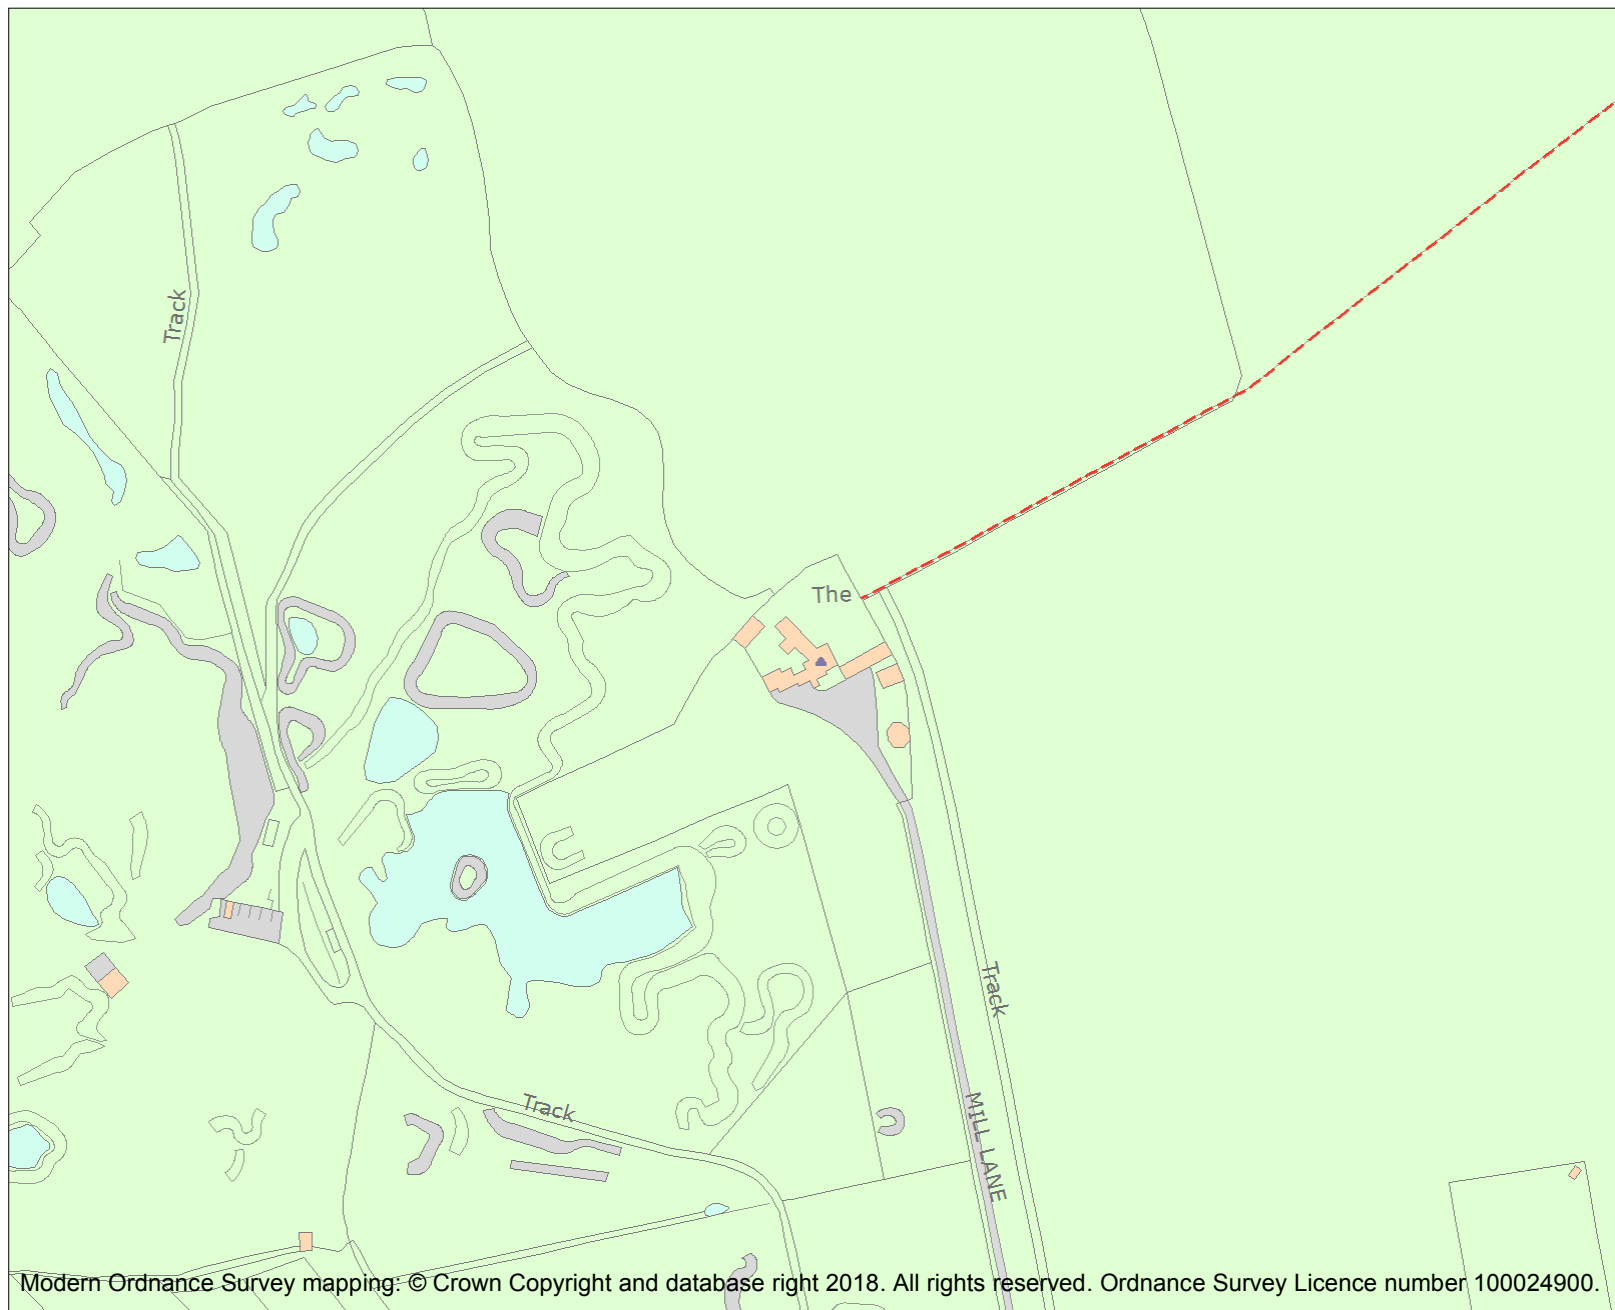 Track
The
Track
MILL LANE
Track
Modern Ordnance Survey mapping: © Crown Copyright and database right 2018. All rights reserved. Ordnance Survey Licence number 100024900.